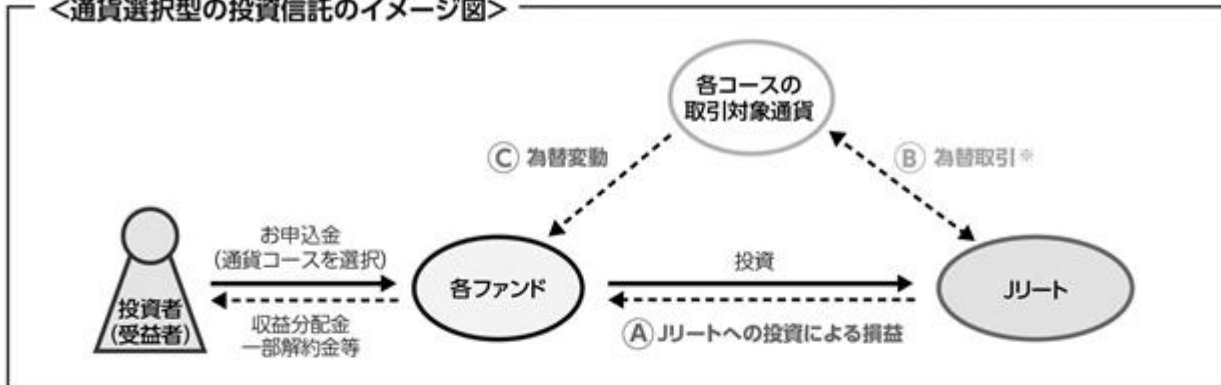 <通貨選択型の投資信託のイメージ図>
各コースの
取引対象通貨
Ⓒ 為替変動
Ⓑ 為替取引※
お申込金
(通貨コースを選択)
投資者
(受益者)
各ファンド
投資
Jリート
収益分配金
一部解約金等
Ⓐ Jリートへの投資による損益